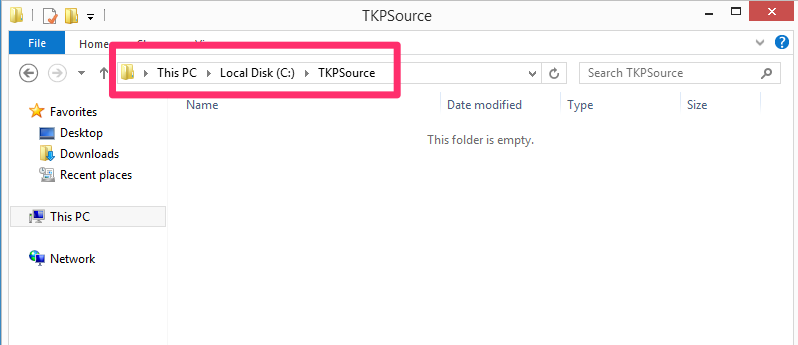 TKPSource
File Home
This PC Local Disk (C:) TKPSource Search TKPSource
Name Date modified Type Size
This folder is empty.
Favorites
Desktop
Downloads
Recent places
This PC
Network